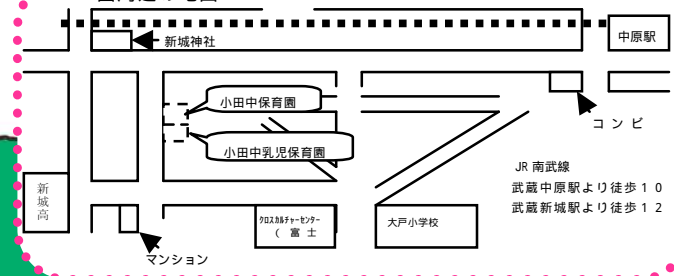 中原駅
新城神社
小田中保育園
コンビ
小田中乳児保育園
JR 南武線
武蔵中原駅より徒歩１０
武蔵新城駅より徒歩１２
新城高
クロスカルチャーセンター
（ 富 士
大戸小学校
マンション